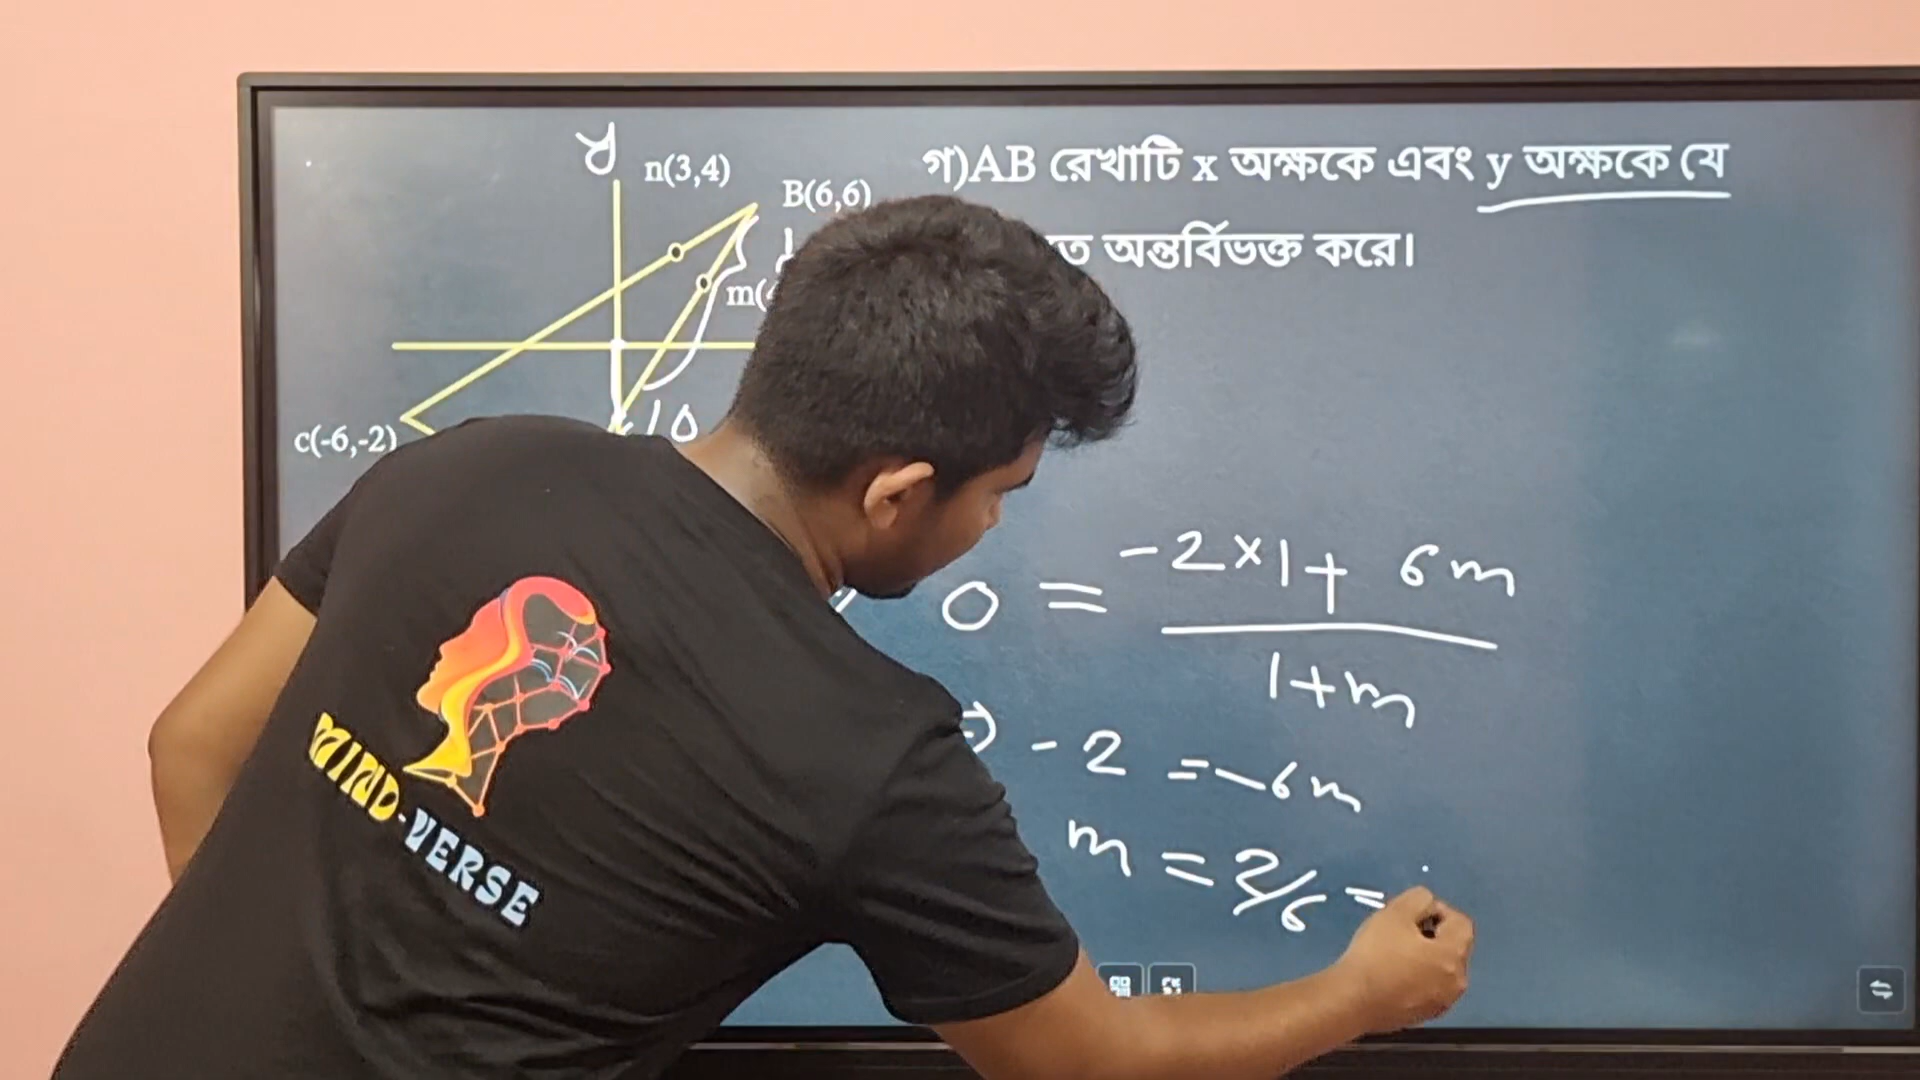 y
n(3,4)
B(6,6)
m(
10
c(-6,-2)
গ)AB রেখাটি x অক্ষকে এবং y অক্ষকে যে
তে অন্তর্বিভক্ত করে।
0 = -2×1+ 6m
1+m
⇒ -2 = -6m
m = 2/6 =
MIND-VERSE